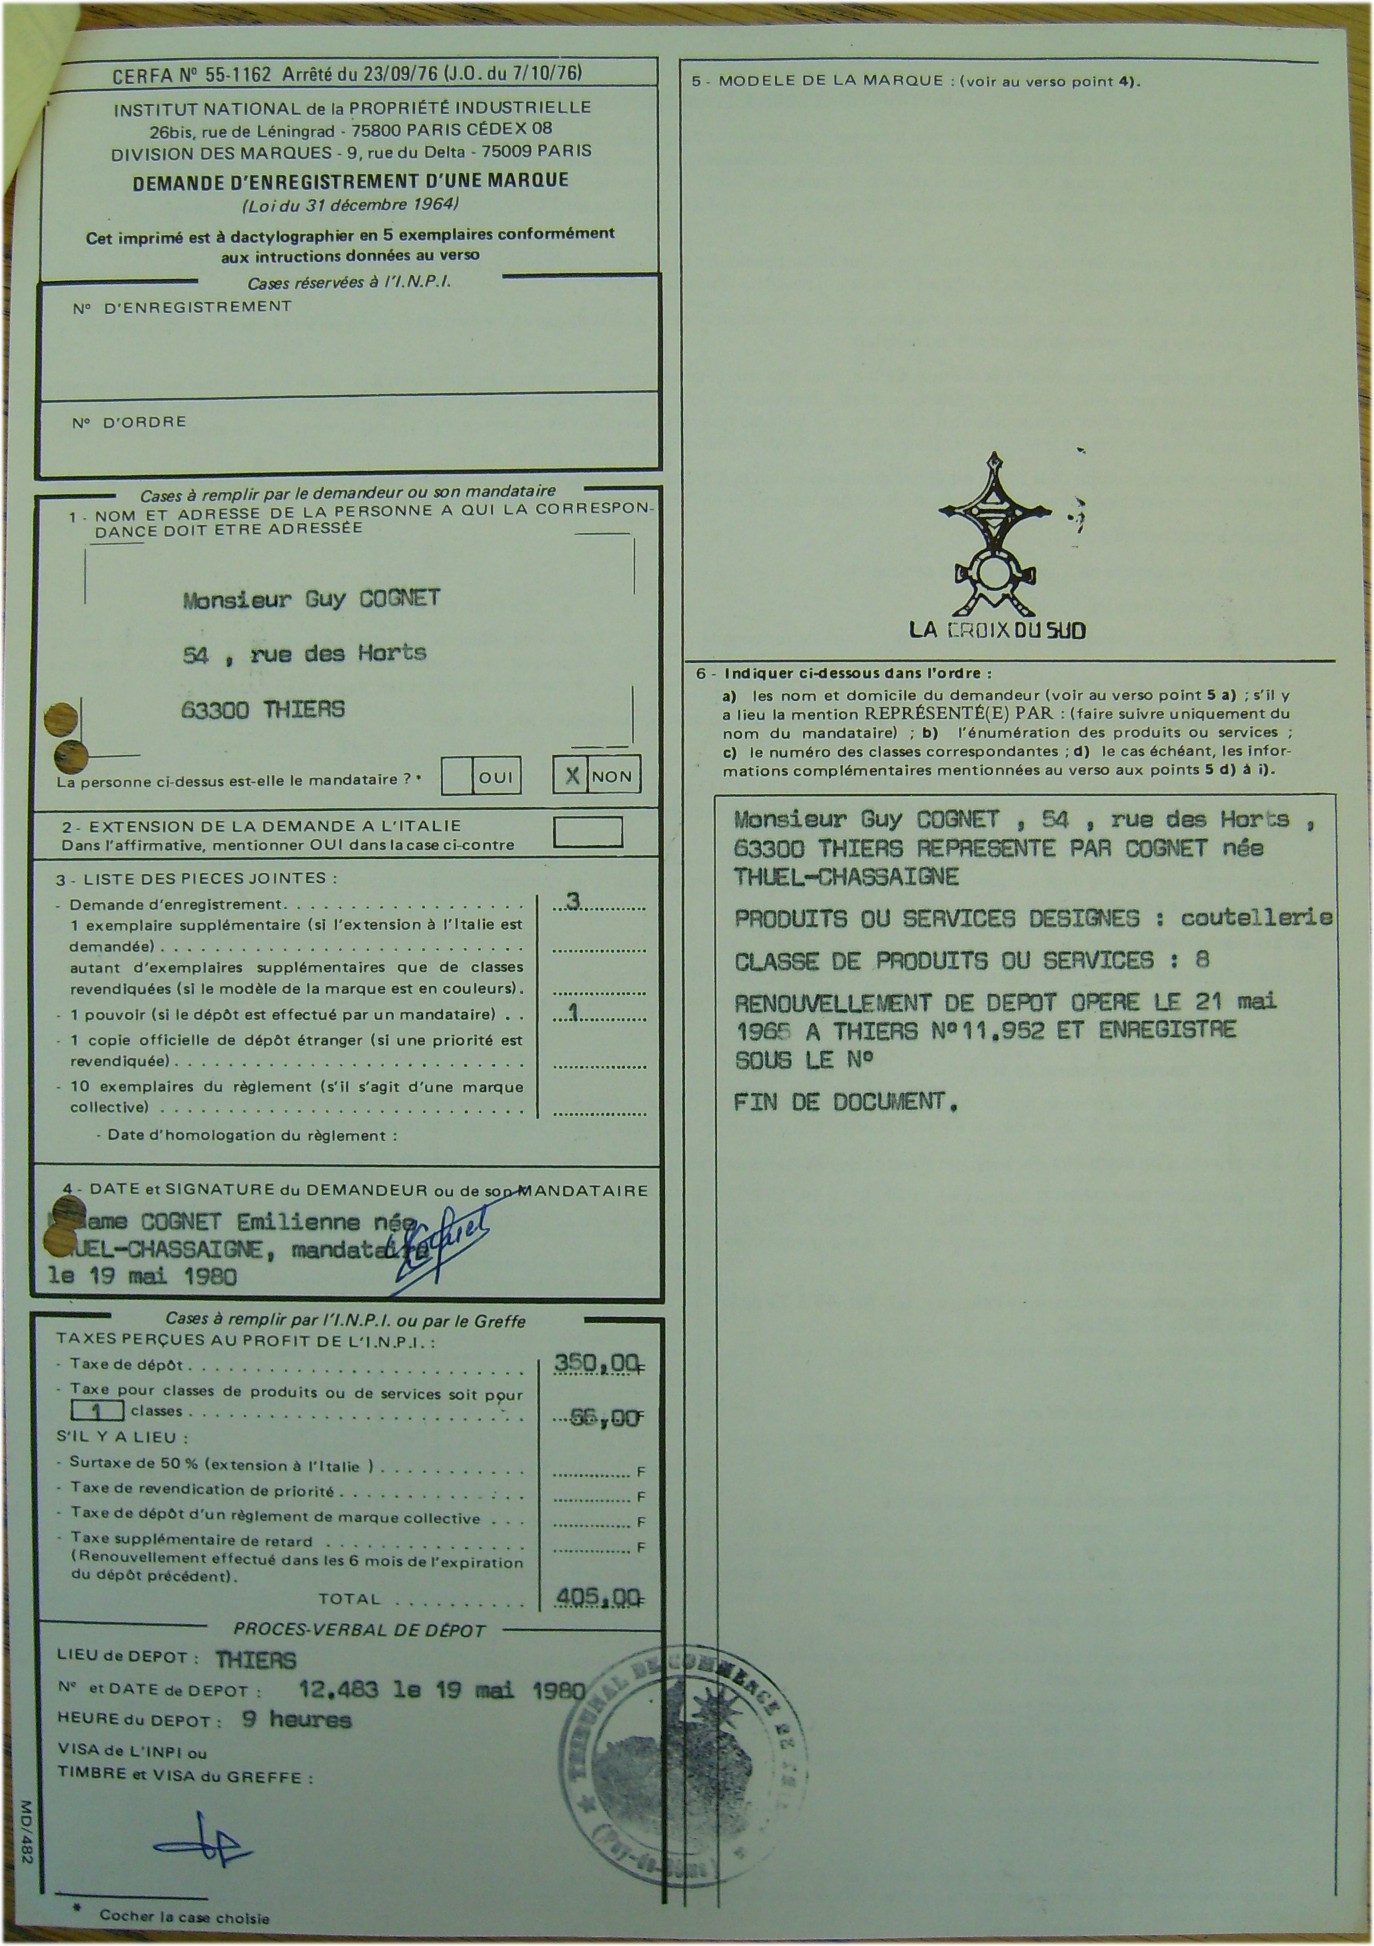 CERFA Nº 55-1162 Arrêté du 23/09/76 (J.O. du 7/10/76)
INSTITUT NATIONAL de la PROPRIÉTÉ INDUSTRIELLE
26bis, rue de Léningrad - 75800 PARIS CÉDEX 08
DIVISION DES MARQUES - 9, rue du Delta - 75009 PARIS
DEMANDE D'ENREGISTREMENT D'UNE MARQUE
(Loi du 31 décembre 1964)
Cet imprimé est à dactylographier en 5 exemplaires conformément
aux intructions données au verso
Cases réservées à l'I.N.P.I.
Nº D'ENREGISTREMENT
Nº D'ORDRE
Cases à remplir par le demandeur ou son mandataire
1 - NOM ET ADRESSE DE LA PERSONNE A QUI LA CORRESPON-
DANCE DOIT ETRE ADRESSÉE
Monsieur Guy COGNET
54 , rue des Horts
63300 THIERS
La personne ci-dessus est-elle le mandataire ? * OUI X NON
2 - EXTENSION DE LA DEMANDE A L'ITALIE
Dans l'affirmative, mentionner OUI dans la case ci-contre
3 - LISTE DES PIECES JOINTES :
- Demande d'enregistrement. . . . . . . . . . . . . . . . . 3
1 exemplaire supplémentaire (si l'extension à l'Italie est
demandée) . . . . . . . . . . . . . . . . . . . . . . . . . .
autant d'exemplaires supplémentaires que de classes
revendiquées (si le modèle de la marque est en couleurs).
- 1 pouvoir (si le dépôt est effectué par un mandataire) . . 1
- 1 copie officielle de dépôt étranger (si une priorité est
revendiquée) . . . . . . . . . . . . . . . . . . . . . . . . .
- 10 exemplaires du règlement (s'il s'agit d'une marque
collective) . . . . . . . . . . . . . . . . . . . . . . . . . .
- Date d'homologation du règlement :
4 - DATE et SIGNATURE du DEMANDEUR ou de son MANDATAIRE
COGNET Emilienne née
mandataire
le 19 mai 1980
Cases à remplir par l'I.N.P.I. ou par le Greffe
TAXES PERÇUES AU PROFIT DE L'I.N.P.I. :
- Taxe de dépôt . . . . . . . . . . . . . . . . . . . . . . . 350,00F
- Taxe pour classes de produits ou de services soit pour
1 classes . . . . . . . . . . . . . . . . . . . . . . . 55,00F
S'IL Y A LIEU :
- Surtaxe de 50 % (extension à l'Italie ) . . . . . . . . . . F
- Taxe de revendication de priorité . . . . . . . . . . . . . F
- Taxe de dépôt d'un règlement de marque collective . . . F
- Taxe supplémentaire de retard . . . . . . . . . . . . . . F
(Renouvellement effectué dans les 6 mois de l'expiration
du dépôt précédent).
TOTAL . . . . . . . . . . 405,00F
PROCES-VERBAL DE DÉPOT
LIEU de DEPOT : THIERS
Nº et DATE de DEPOT : 12.483 le 19 mai 1980
HEURE du DEPOT : 9 heures
VISA de L'INPI ou
TIMBRE et VISA du GREFFE :
MD/482
* Cocher la case choisie
5 - MODELE DE LA MARQUE : (voir au verso point 4).
LA CROIX DU SUD
6 - Indiquer ci-dessous dans l'ordre :
a) les nom et domicile du demandeur (voir au verso point 5 a) ; s'il y
a lieu la mention REPRÉSENTÉ(E) PAR : (faire suivre uniquement du
nom du mandataire) ; b) l'énumération des produits ou services ;
c) le numéro des classes correspondantes ; d) le cas échéant, les infor-
mations complémentaires mentionnées au verso aux points 5 d) à i).
Monsieur Guy COGNET , 54 , rue des Horts ,
63300 THIERS REPRESENTE PAR COGNET née
THUEL-CHASSAIGNE
PRODUITS OU SERVICES DESIGNES : coutellerie
CLASSE DE PRODUITS OU SERVICES : 8
RENOUVELLEMENT DE DEPOT OPERE LE 21 mai
1965 A THIERS Nº11.952 ET ENREGISTRE
SOUS LE Nº
FIN DE DOCUMENT.
TRIBUNAL DE COMMERCE DE
(Puy-de-Dôme)